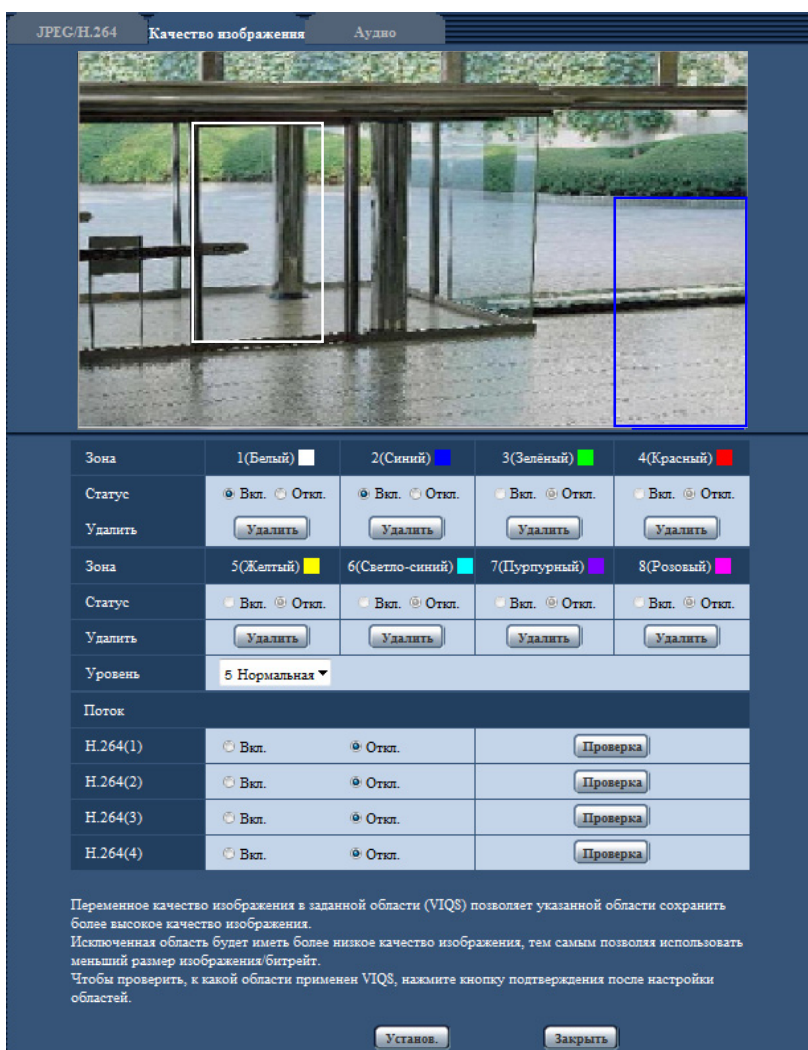 JPEG/H.264 Качество изображения Аудио
Зона 1(Белый) 2(Синий) 3(Зелёный) 4(Красный)
Статус Вкл. Откл. Вкл. Откл. Вкл. Откл. Вкл. Откл.
Удалить Удалить Удалить Удалить Удалить
Зона 5(Желтый) 6(Светло-синий) 7(Пурпурный) 8(Розовый)
Статус Вкл. Откл. Вкл. Откл. Вкл. Откл. Вкл. Откл.
Удалить Удалить Удалить Удалить Удалить
Уровень 5 Нормальная
Поток
H.264(1) Вкл. Откл. Проверка
H.264(2) Вкл. Откл. Проверка
H.264(3) Вкл. Откл. Проверка
H.264(4) Вкл. Откл. Проверка
Переменное качество изображения в заданной области (VIQS) позволяет указанной области сохранить
более высокое качество изображения.
Исключенная область будет иметь более низкое качество изображения, тем самым позволяя использовать
меньший размер изображения/битрейт.
Чтобы проверить, к какой области применен VIQS, нажмите кнопку подтверждения после настройки
областей.
Установ. Закрыть